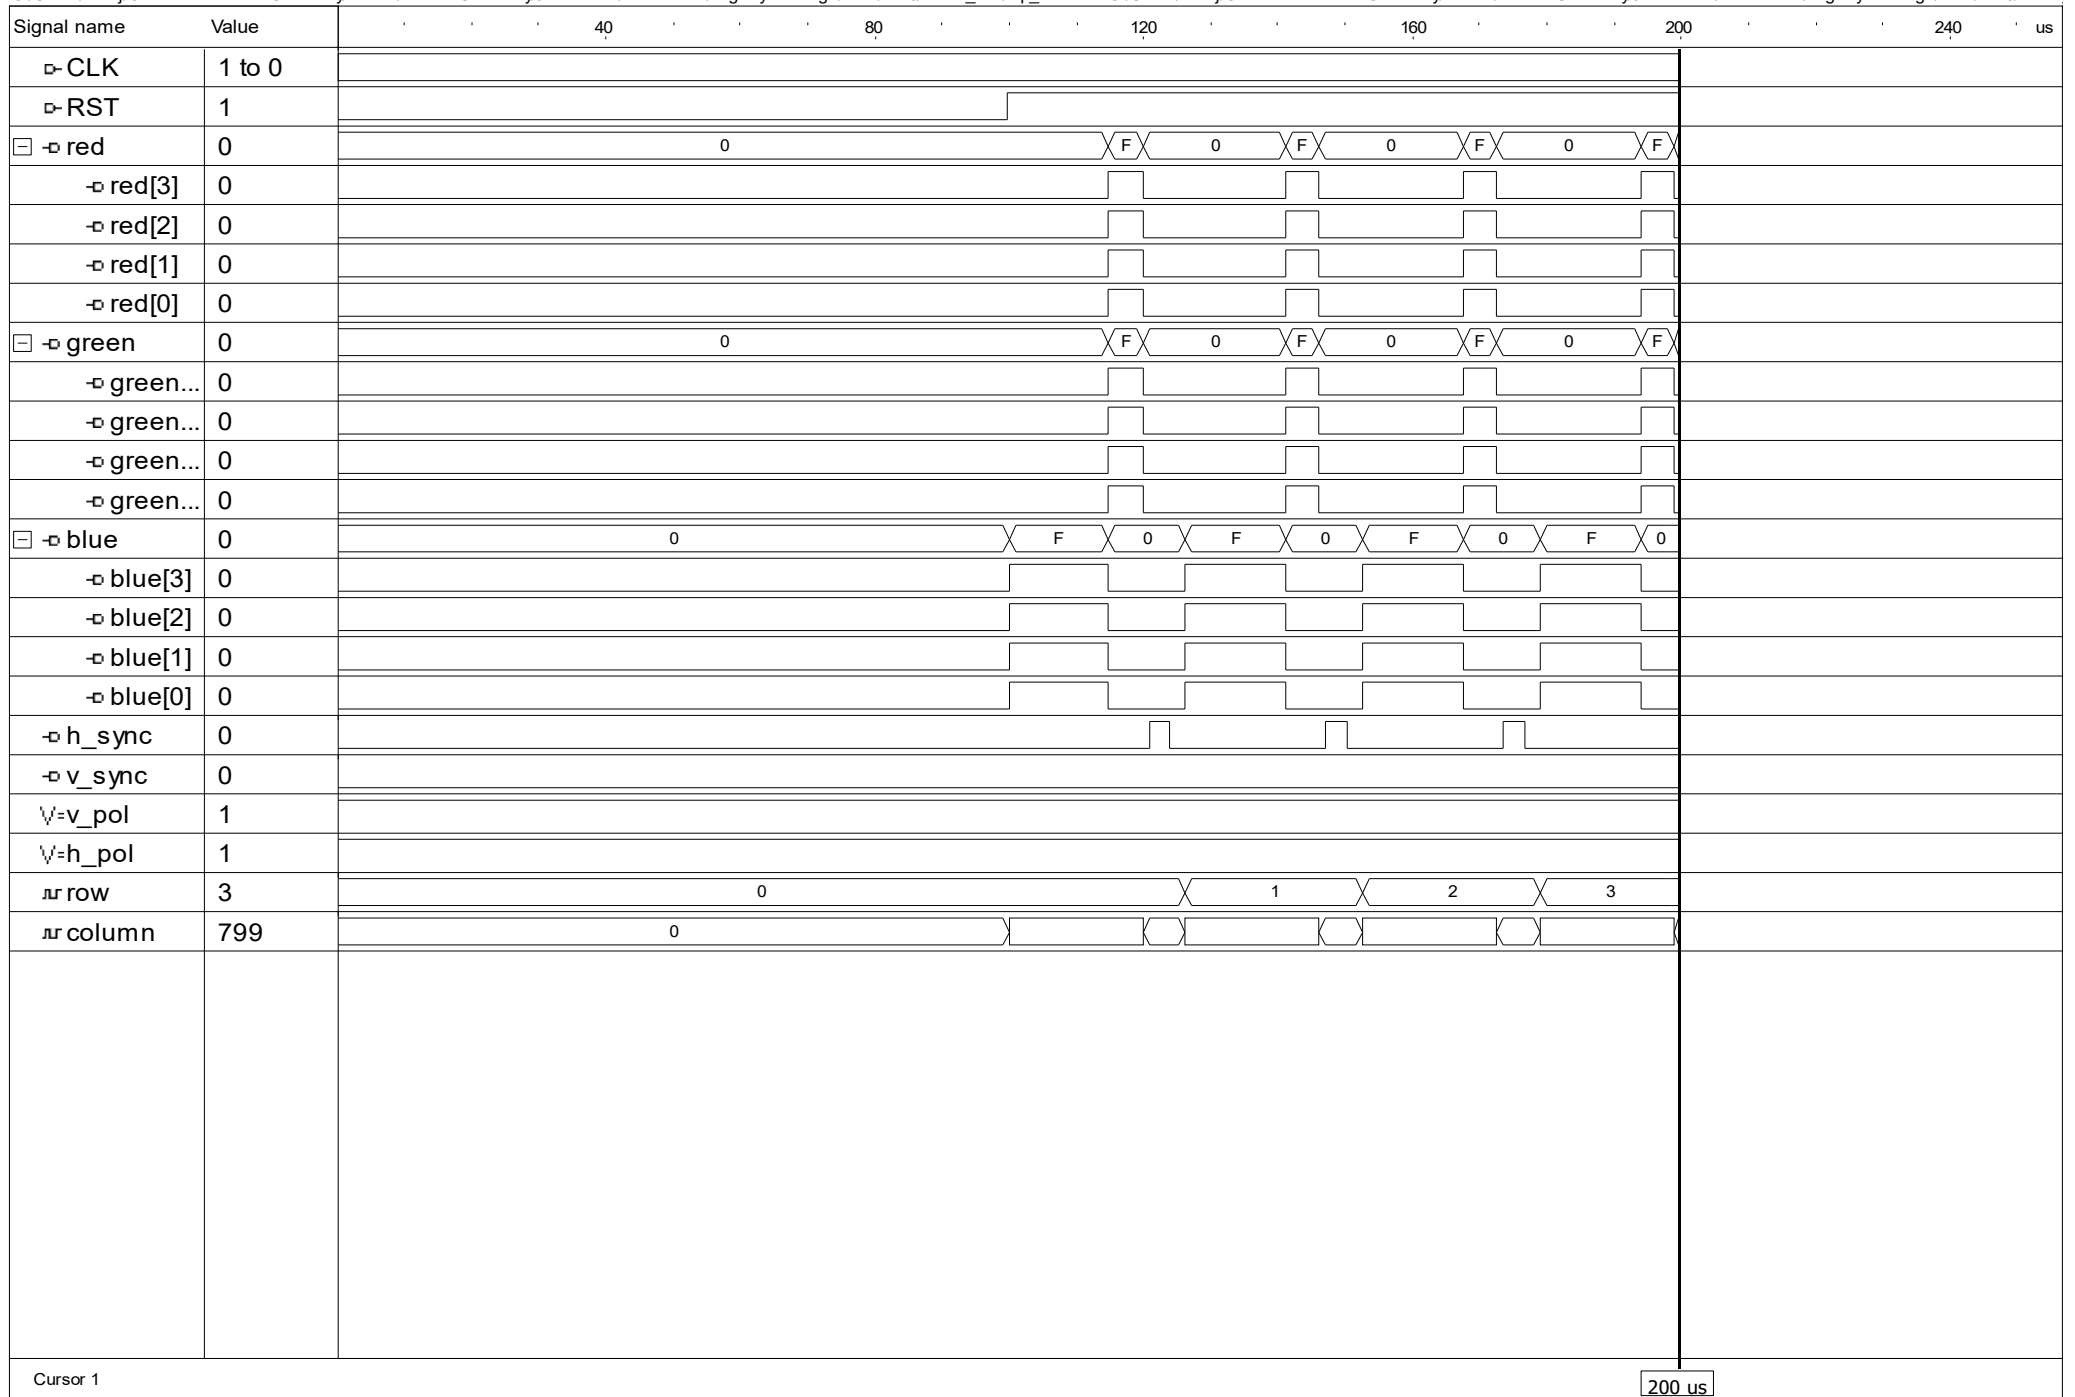 Signal name Value 40 80 120 160 200 240 us
CLK 1 to 0
RST 1
red 0 0 F 0 F 0 F 0 F
red[3] 0
red[2] 0
red[1] 0
red[0] 0
green 0 0 F 0 F 0 F 0 F
green... 0
green... 0
green... 0
green... 0
blue 0 0 F 0 F 0 F 0 F 0
blue[3] 0
blue[2] 0
blue[1] 0
blue[0] 0
h_sync 0
v_sync 0
V=v_pol 1
V=h_pol 1
row 3 0 1 2 3
column 799 0
Cursor 1 200 us